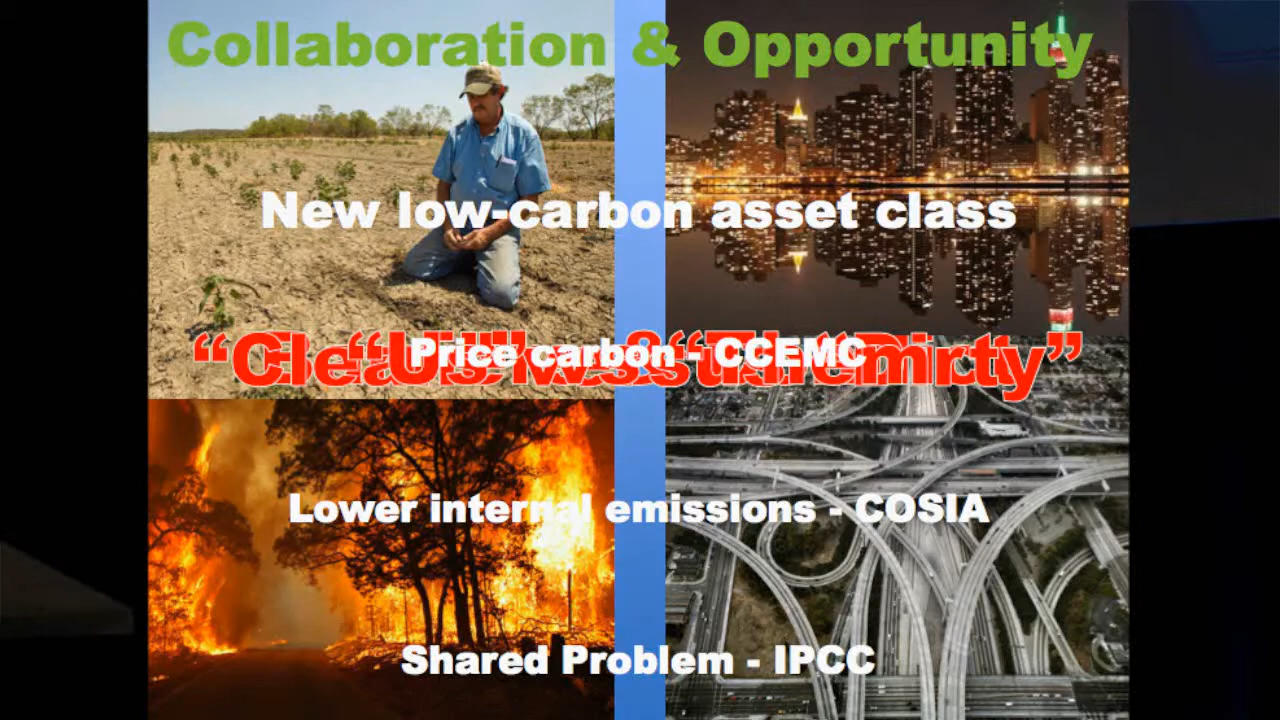 Collaboration & Opportunity
New low-carbon asset class
Price carbon - CCEMC
Lower internal emissions - COSIA
Shared Problem - IPCC